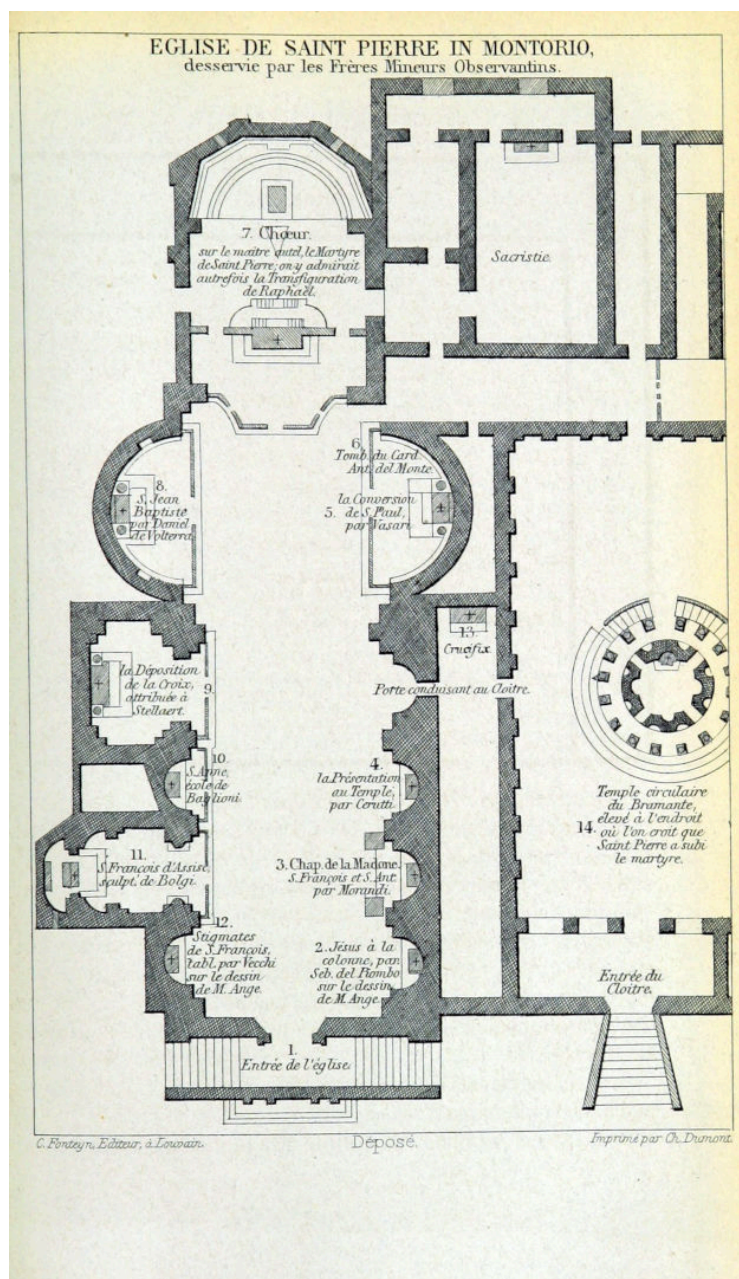 EGLISE DE SAINT PIERRE IN MONTORIO,
desservie par les Frères Mineurs Observantins.
7. Chœur.
sur le maitre autel, le Martyre
de Saint Pierre; on y admirait
autrefois la Transfiguration
de Raphaël.
Sacristie.
6.
Tomb. du Card.
Ant. del Monte.
8.
S. Jean
Baptiste
par Daniel
de Volterra
la Conversion
5. de S. Paul,
par Vasari.
13.
Crucifix.
la Déposition
de la Croix,
attribuée à
Stellaert.
9.
Porte conduisant au Cloître.
10.
S. Anne,
école de
Baglioni.
4.
la Présentation
au Temple,
par Cerutti.
Temple circulaire
du Bramante,
élevé à l'endroit
14. où l'on croit que
Saint Pierre a subi
le martyre.
11.
S. François d'Assise,
sculpt. de Bolgi.
3. Chap. de la Madone.
S. François et S. Ant.
par Morandi.
12.
Stigmates
de S. François,
tabl. par Vecchi
sur le dessin
de M. Ange.
2. Jésus à la
colonne, par
Seb. del Piombo
sur le dessin
de M. Ange.
Entrée du
Cloître.
1.
Entrée de l'église.
C. Fonteyn, Editeur, à Louvain.
Déposé.
Imprimé par Ch. Dumont.